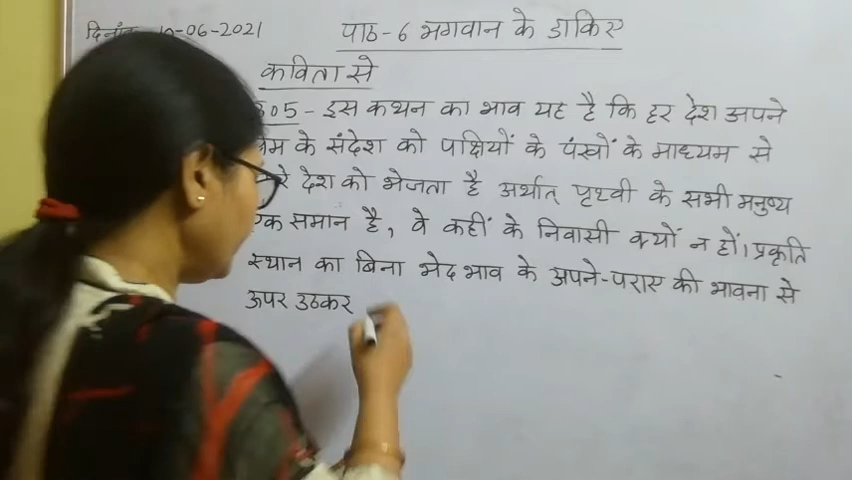 दिनांक 10-06-2021
पाठ-6 भगवान के डाकिए
कविता से
उ०5- इस कथन का भाव यह है कि हर देश अपने
प्रेम के संदेश को पक्षियों के पंखों के माध्यम से
देश को भेजता है अर्थात् पृथ्वी के सभी मनुष्य
एक समान है, वे कहीं के निवासी क्यों न हों। प्रकृति
स्थान का बिना भेदभाव के अपने-पराए की भावना से
ऊपर उठकर